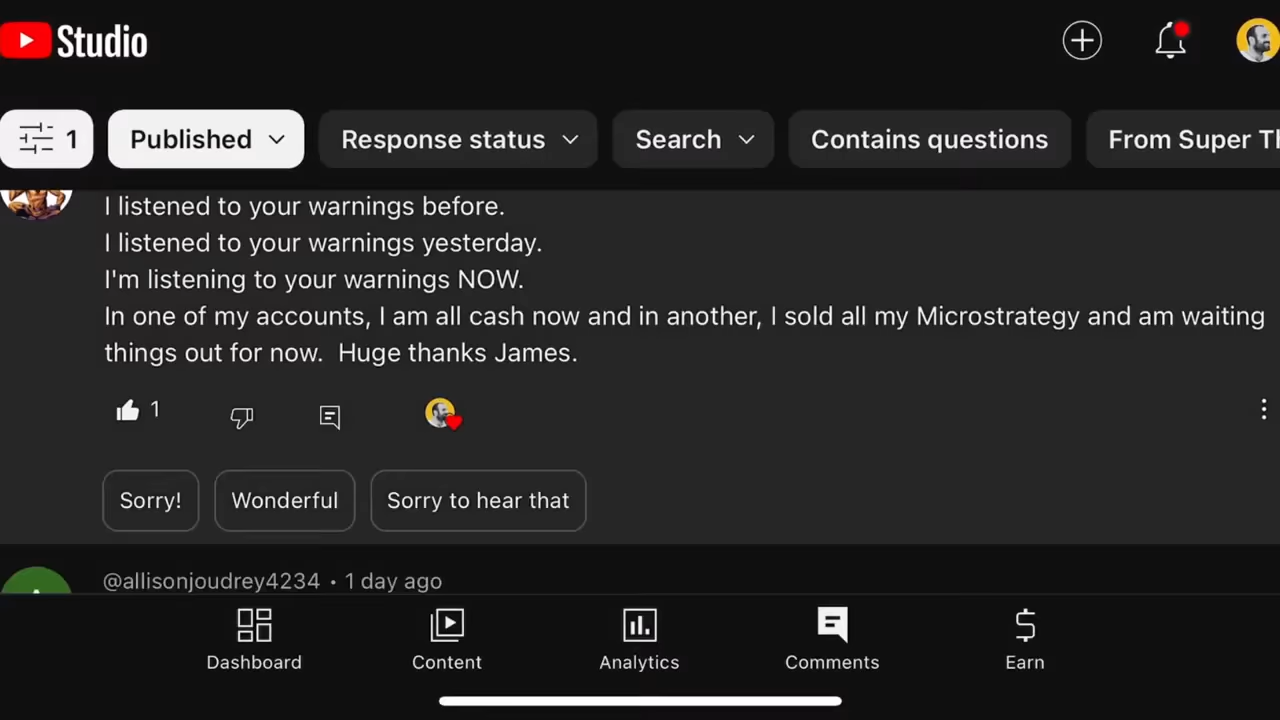 Studio
1
Published
Response status
Search
Contains questions
From Super Th
I listened to your warnings before.
I listened to your warnings yesterday.
I'm listening to your warnings NOW.
In one of my accounts, I am all cash now and in another, I sold all my Microstrategy and am waiting
things out for now.  Huge thanks James.
1
Sorry!
Wonderful
Sorry to hear that
@allisonjoudrey4234 • 1 day ago
Dashboard
Content
Analytics
Comments
Earn